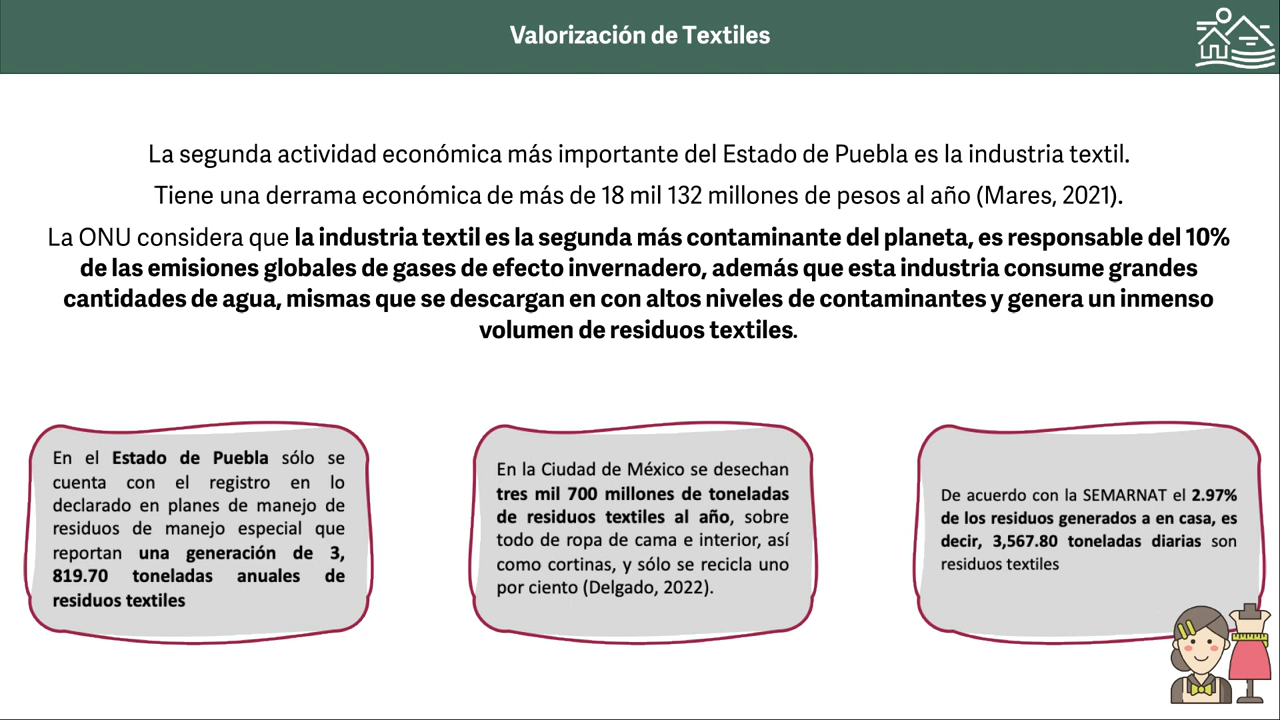 Valorización de Textiles
La segunda actividad económica más importante del Estado de Puebla es la industria textil.
Tiene una derrama económica de más de 18 mil 132 millones de pesos al año (Mares, 2021).
La ONU considera que la industria textil es la segunda más contaminante del planeta, es responsable del 10%
de las emisiones globales de gases de efecto invernadero, además que esta industria consume grandes
cantidades de agua, mismas que se descargan en con altos niveles de contaminantes y genera un inmenso
volumen de residuos textiles.
En el Estado de Puebla sólo se
cuenta con el registro en lo
declarado en planes de manejo de
residuos de manejo especial que
reportan una generación de 3,
819.70 toneladas anuales de
residuos textiles
En la Ciudad de México se desechan
tres mil 700 millones de toneladas
de residuos textiles al año, sobre
todo de ropa de cama e interior, así
como cortinas, y sólo se recicla uno
por ciento (Delgado, 2022).
De acuerdo con la SEMARNAT el 2.97%
de los residuos generados a en casa, es
decir, 3,567.80 toneladas diarias son
residuos textiles